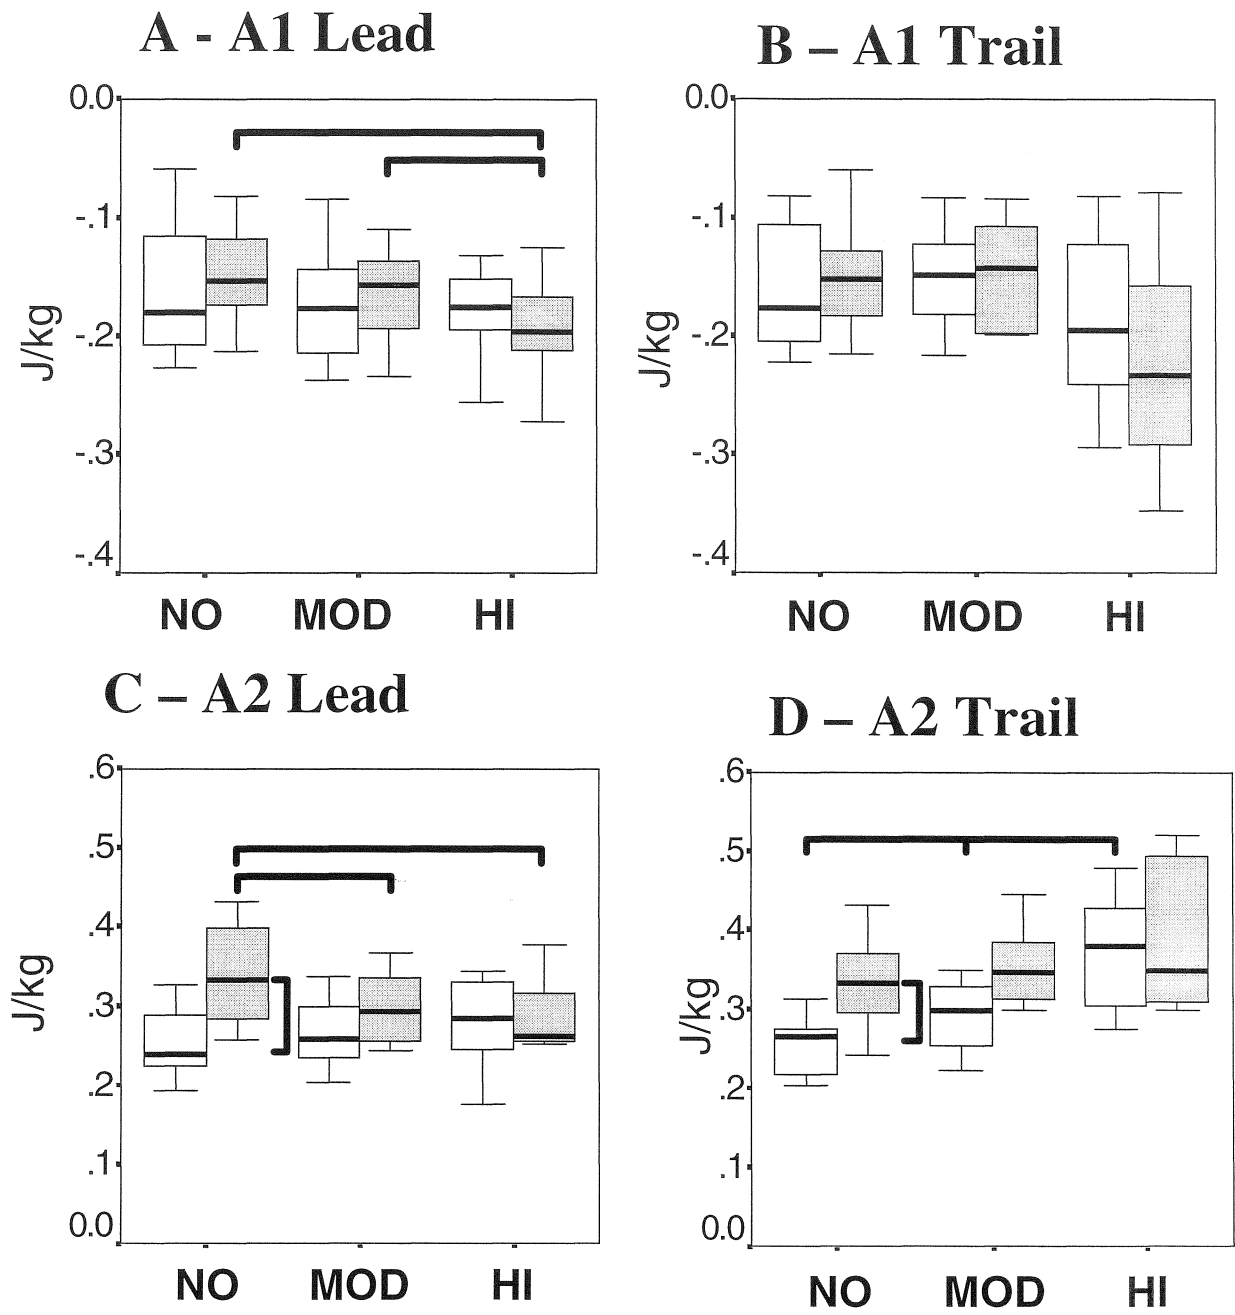 A - A1 Lead
0.0
-.1
-.2
-.3
-.4
J/kg
NO MOD HI
B – A1 Trail
0.0
-.1
-.2
-.3
-.4
J/kg
NO MOD HI
C – A2 Lead
.6
.5
.4
.3
.2
.1
0.0
J/kg
NO MOD HI
D – A2 Trail
.6
.5
.4
.3
.2
.1
0.0
J/kg
NO MOD HI